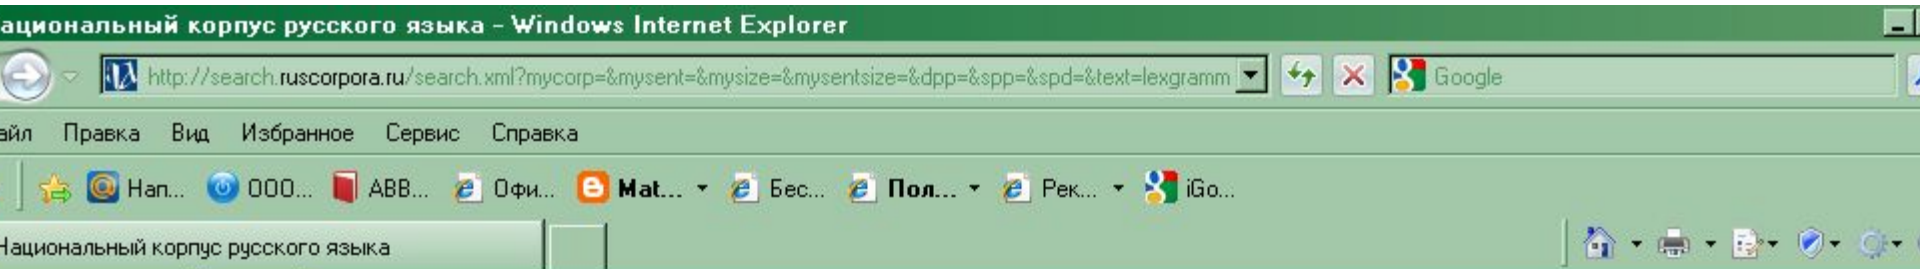 ациональный корпус русского языка - Windows Internet Explorer
http://search.ruscorpora.ru/search.xml?mycorp=&mysent=&mysize=&mysentsize=&dpp=&spp=&spd=&text=lexgramm Google
айл Правка Вид Избранное Сервис Справка
Нап... ООО... ABB... Офи... Mat... Бес... Пол... Рек... iGo...
Национальный корпус русского языка